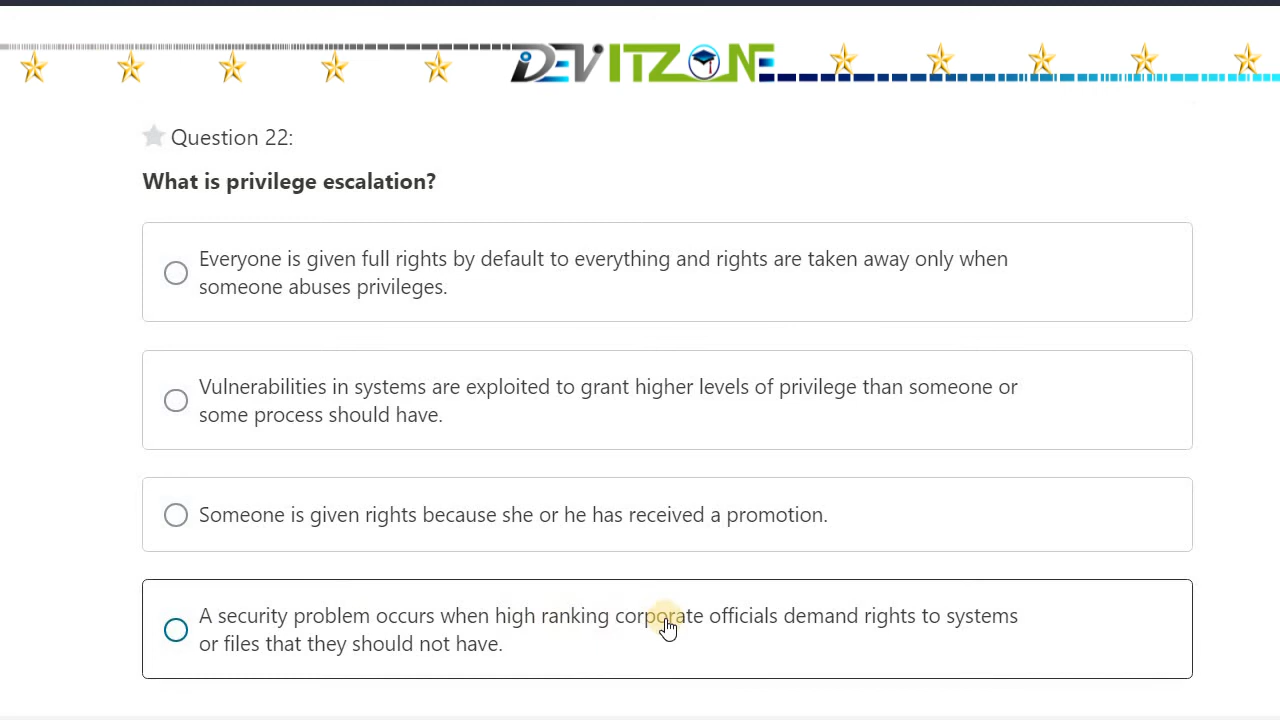 DEV ITZONE
Question 22:
What is privilege escalation?
Everyone is given full rights by default to everything and rights are taken away only when
someone abuses privileges.
Vulnerabilities in systems are exploited to grant higher levels of privilege than someone or
some process should have.
Someone is given rights because she or he has received a promotion.
A security problem occurs when high ranking corporate officials demand rights to systems
or files that they should not have.